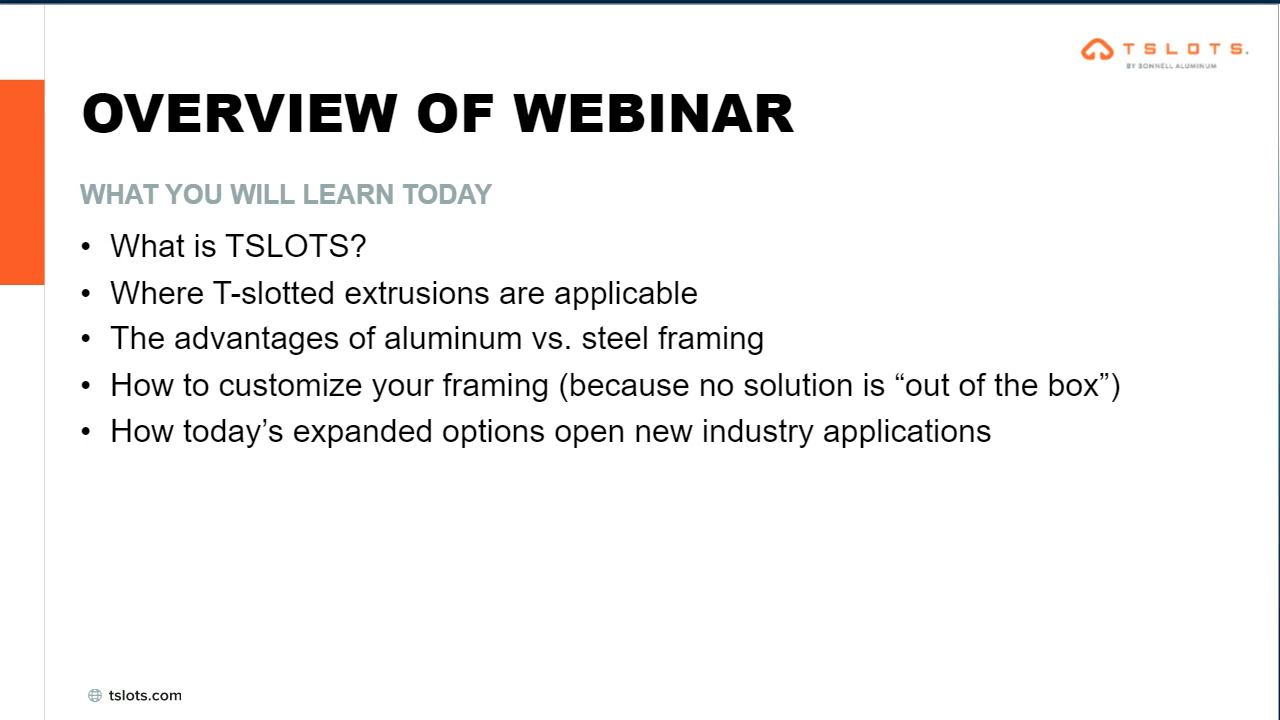 TSLOTS.
BY BONNELL ALUMINUM
OVERVIEW OF WEBINAR
WHAT YOU WILL LEARN TODAY
• What is TSLOTS?
• Where T-slotted extrusions are applicable
• The advantages of aluminum vs. steel framing
• How to customize your framing (because no solution is “out of the box”)
• How today’s expanded options open new industry applications
tslots.com